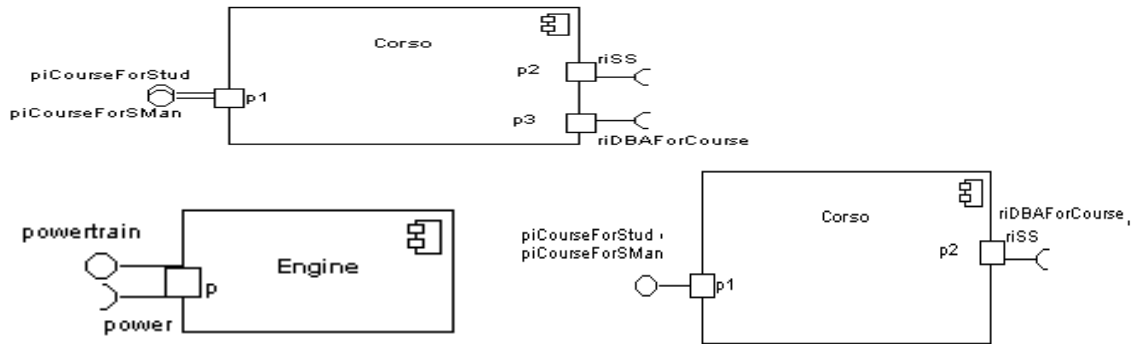 Corso
riSS
piCourseForStud
p2
p1
piCourseForSMan
p3
riDBAForCourse
powertrain
Engine
p
power
Corso
riDBAForCourse,
piCourseForStud,
riSS
piCourseForSMan
p2
p1